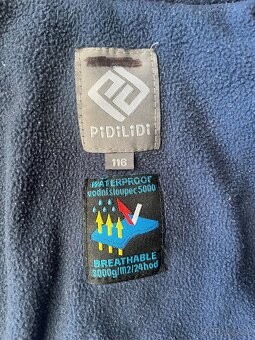 PiDiLiDi
116
WATERPROOF
vodní sloupec 5000
BREATHABLE
3000g/m2/24hod